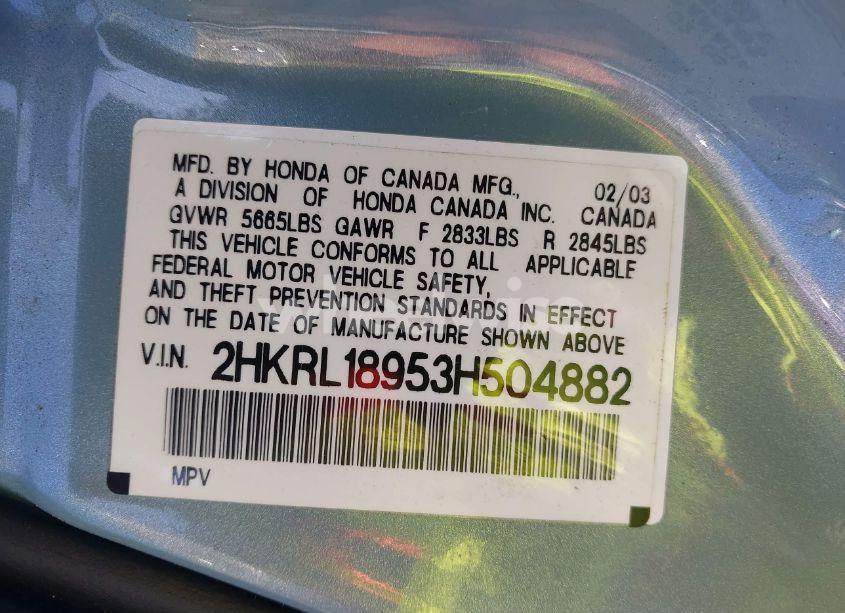 MFD. BY HONDA OF CANADA MFG., 02/03
A DIVISION OF HONDA CANADA INC. CANADA
GVWR 5665LBS GAWR F 2833LBS R 2845LBS
THIS VEHICLE CONFORMS TO ALL APPLICABLE
FEDERAL MOTOR VEHICLE SAFETY,
AND THEFT PREVENTION STANDARDS IN EFFECT
ON THE DATE OF MANUFACTURE SHOWN ABOVE
V.I.N. 2HKRL18953H504882
MPV